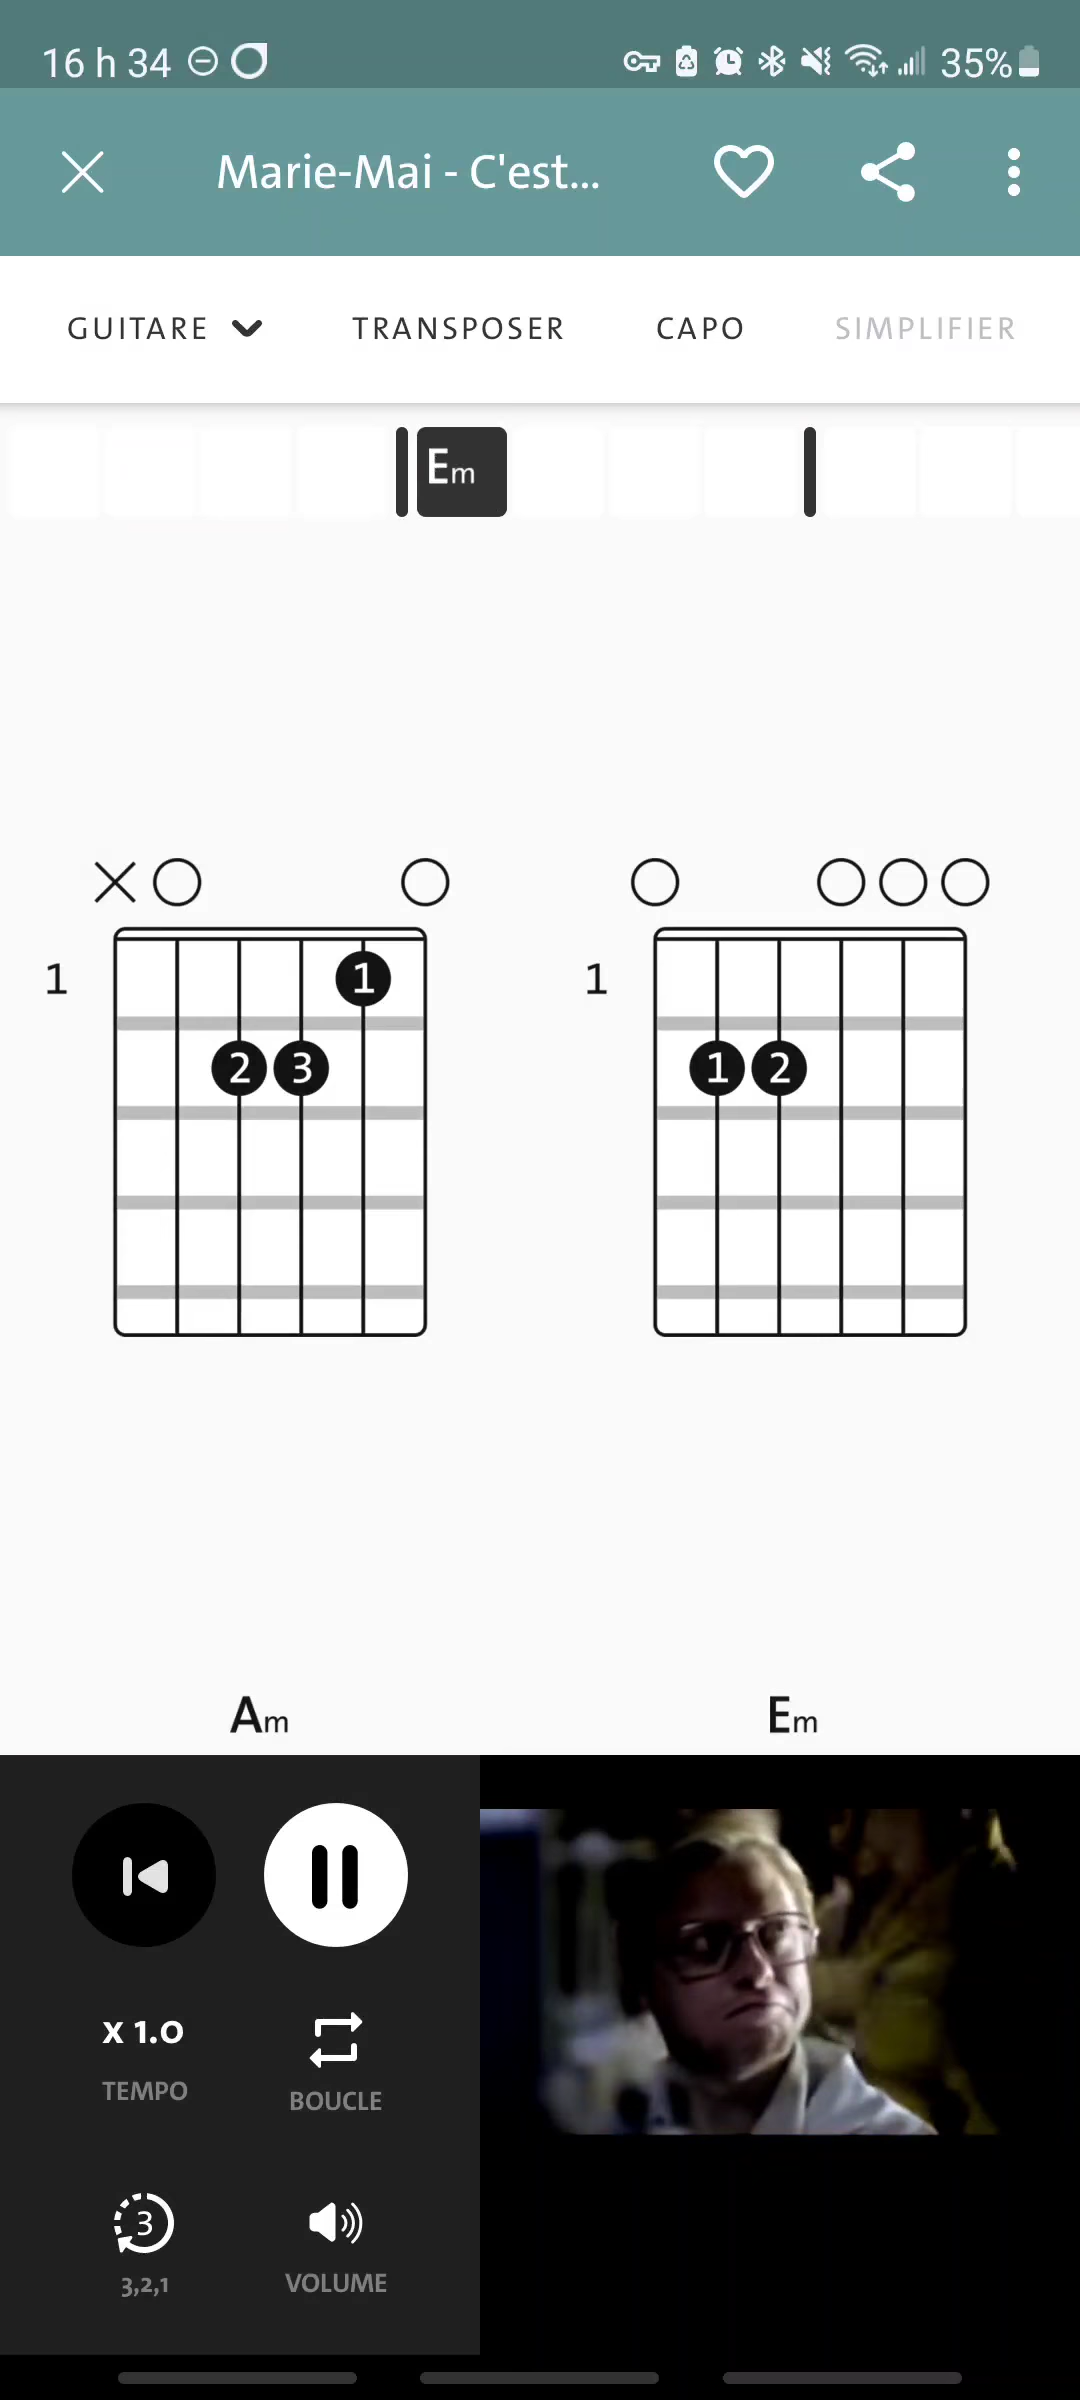 16 h 34
35%
Marie-Mai - C'est...
GUITARE TRANSPOSER CAPO SIMPLIFIER
Em
1 1 1
2 3 1 2
Am Em
x 1.0
TEMPO BOUCLE
3
3,2,1 VOLUME